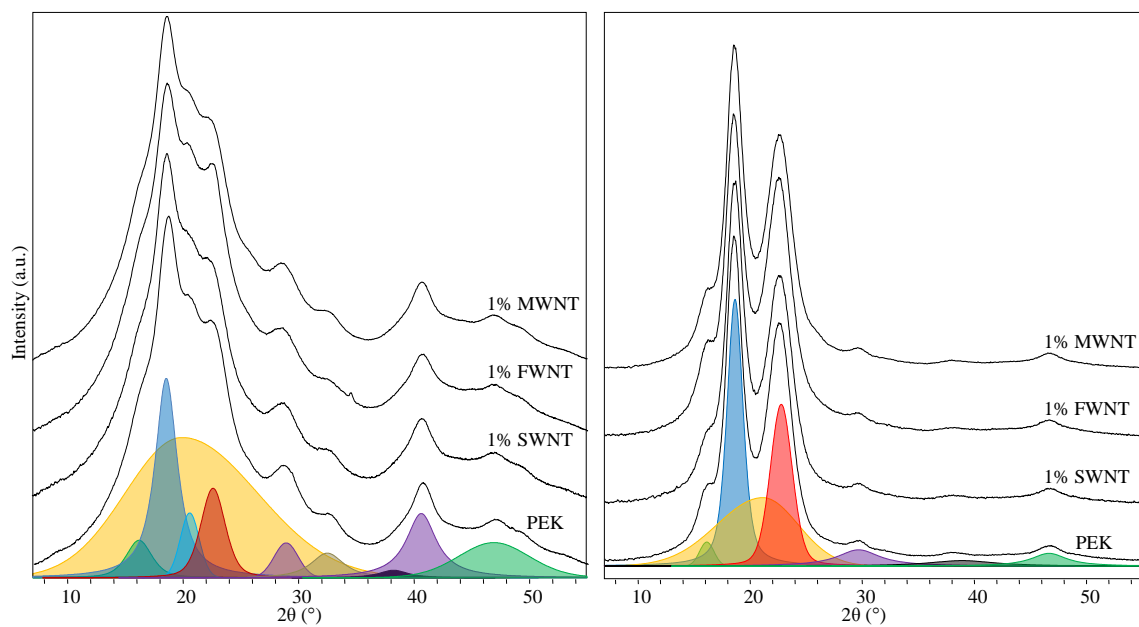 Intensity (a.u.)
1% MWNT
1% FWNT
1% SWNT
PEK
10 20 30 40 50
2θ (°)
1% MWNT
1% FWNT
1% SWNT
PEK
10 20 30 40 50
2θ (°)